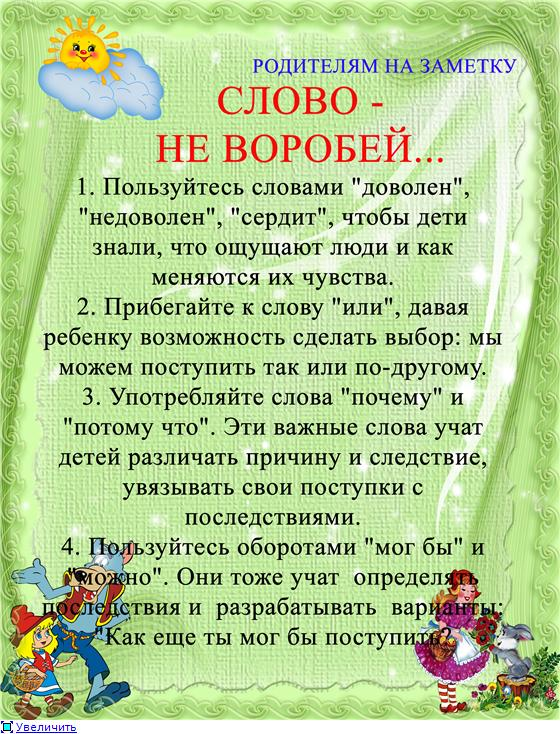 РОДИТЕЛЯМ НА ЗАМЕТКУ
СЛОВО -
НЕ ВОРОБЕЙ...
1. Пользуйтесь словами "доволен",
"недоволен", "сердит", чтобы дети
знали, что ощущают люди и как
меняются их чувства.
2. Прибегайте к слову "или", давая
ребенку возможность сделать выбор: мы
можем поступить так или по-другому.
3. Употребляйте слова "почему" и
"потому что". Эти важные слова учат
детей различать причину и следствие,
увязывать свои поступки с
последствиями.
4. Пользуйтесь оборотами "мог бы" и
"можно". Они тоже учат определять
последствия и разрабатывать варианты:
"Как еще ты мог бы поступить?
Увеличить